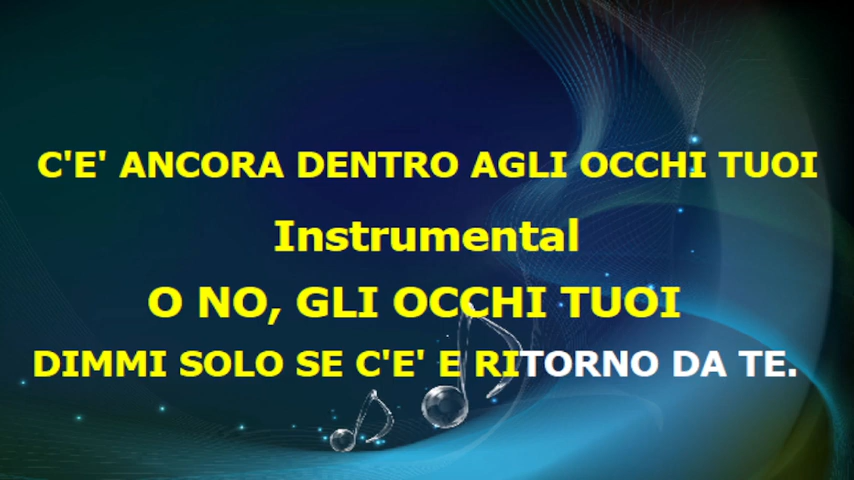 C'E' ANCORA DENTRO AGLI OCCHI TUOI
Instrumental
O NO, GLI OCCHI TUOI
DIMMI SOLO SE C'E' E RITORNO DA TE.